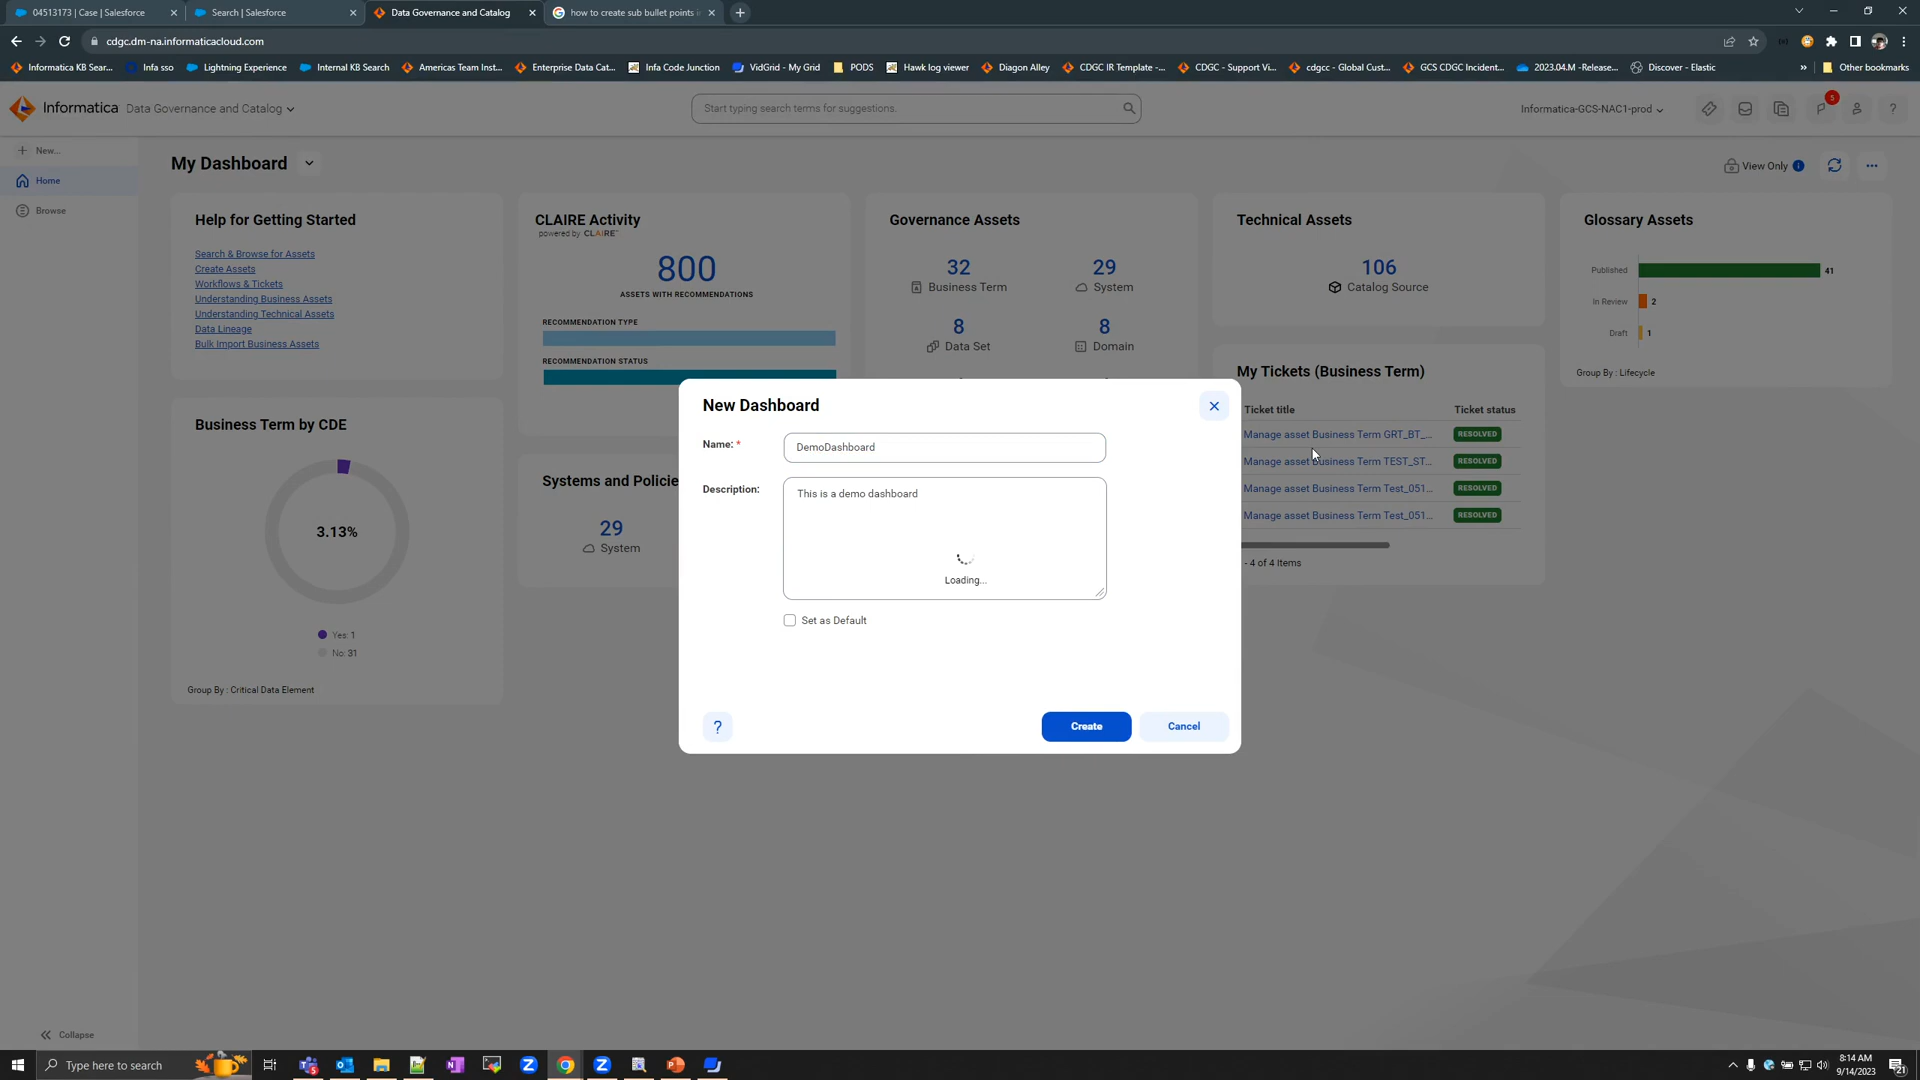 04513173 | Case | Salesforce
Search | Salesforce
Data Governance and Catalog
how to create sub bullet points i
cdgc.dm-na.informaticacloud.com
Informatica KB Sear...
Infa sso
Lightning Experience
Internal KB Search
Americas Team Inst...
Enterprise Data Cat...
Infa Code Junction
VidGrid - My Grid
PODS
Hawk log viewer
Diagon Alley
CDGC IR Template -...
CDGC - Support Vi...
cdgcc - Global Cust...
GCS CDGC Incident...
2023.04.M -Release...
Discover - Elastic
»
Other bookmarks
Informatica Data Governance and Catalog
Start typing search terms for suggestions.
Informatica-GCS-NAC1-prod
5
?
New...
Home
Browse
My Dashboard
View Only
Help for Getting Started
Search & Browse for Assets
Create Assets
Workflows & Tickets
Understanding Business Assets
Understanding Technical Assets
Data Lineage
Bulk Import Business Assets
CLAIRE Activity
powered by CLAIRE™
800
ASSETS WITH RECOMMENDATIONS
RECOMMENDATION TYPE
RECOMMENDATION STATUS
Governance Assets
32
Business Term
29
System
8
Data Set
8
Domain
Technical Assets
106
Catalog Source
Glossary Assets
Published 41
In Review 2
Draft 1
Group By : Lifecycle
My Tickets (Business Term)
Ticket title Ticket status
Manage asset Business Term GRT_BT_... RESOLVED
Manage asset Business Term TEST_ST... RESOLVED
Manage asset Business Term Test_051... RESOLVED
Manage asset Business Term Test_051... RESOLVED
- 4 of 4 Items
Business Term by CDE
3.13%
Yes: 1
No: 31
Group By : Critical Data Element
Systems and Policie
29
System
New Dashboard
Name: *
DemoDashboard
Description:
This is a demo dashboard
Loading...
Set as Default
?
Create
Cancel
Collapse
Type here to search
8:14 AM
9/14/2023
21